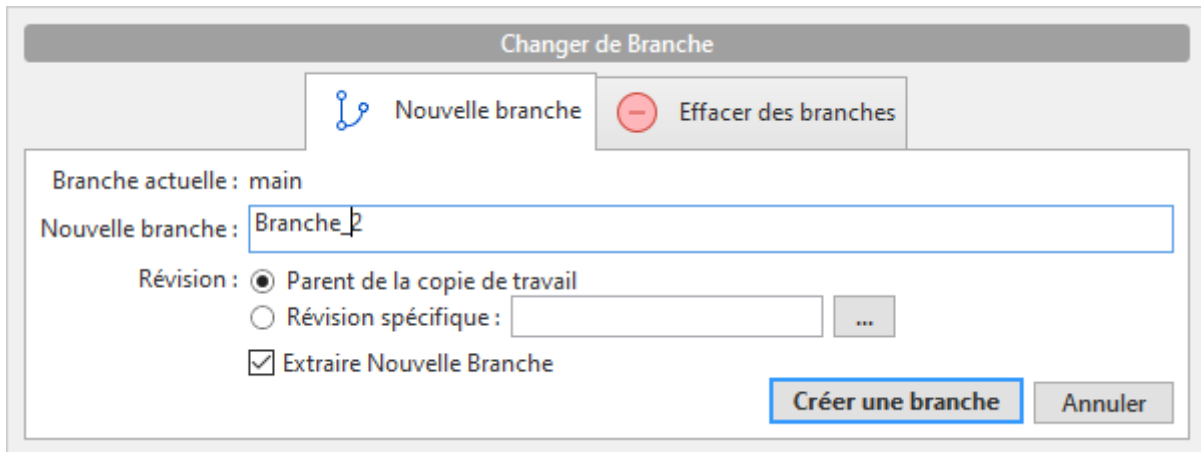 Changer de Branche
Nouvelle branche
Effacer des branches
Branche actuelle : main
Nouvelle branche : Branche_2
Révision : Parent de la copie de travail
Révision spécifique : ...
Extraire Nouvelle Branche
Créer une branche Annuler